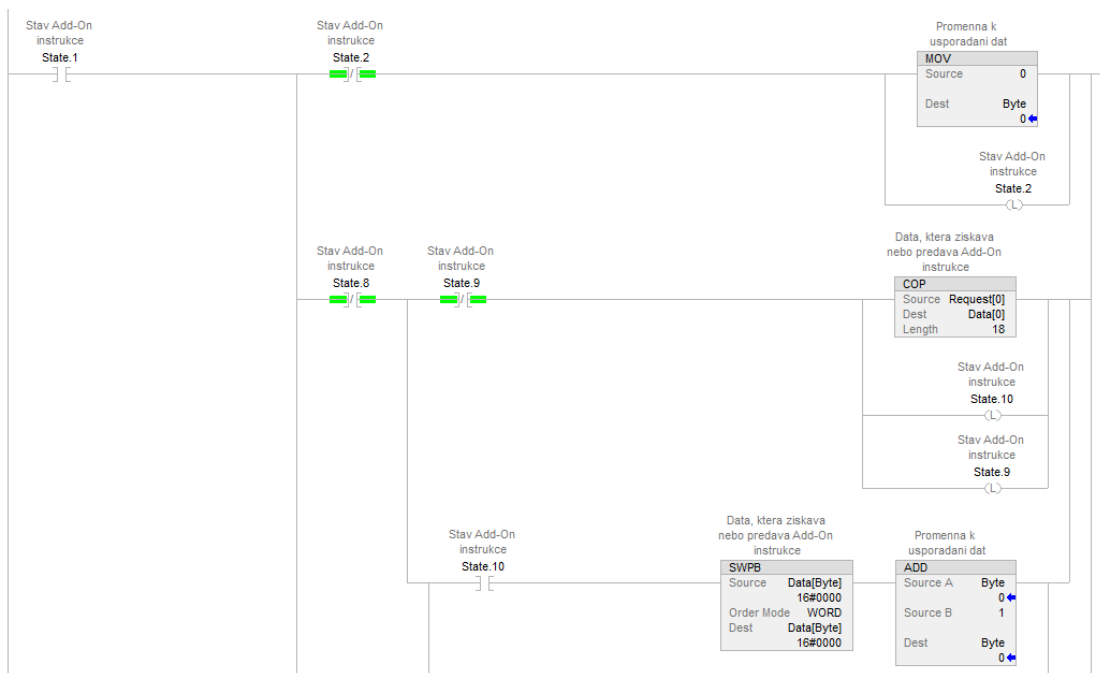 Stav Add-On
instrukce
State.1
Stav Add-On
instrukce
State.2
Promenna k
usporadani dat
MOV
Source 0
Dest Byte
0
Stav Add-On
instrukce
State.2
L
Stav Add-On
instrukce
State.8
Stav Add-On
instrukce
State.9
Data, ktera ziskava
nebo predava Add-On
instrukce
COP
Source Request[0]
Dest Data[0]
Length 18
Stav Add-On
instrukce
State.10
L
Stav Add-On
instrukce
State.9
L
Stav Add-On
instrukce
State.10
Data, ktera ziskava
nebo predava Add-On
instrukce
SWPB
Source Data[Byte]
16#0000
Order Mode WORD
Dest Data[Byte]
16#0000
Promenna k
usporadani dat
ADD
Source A Byte
0
Source B 1
Dest Byte
0